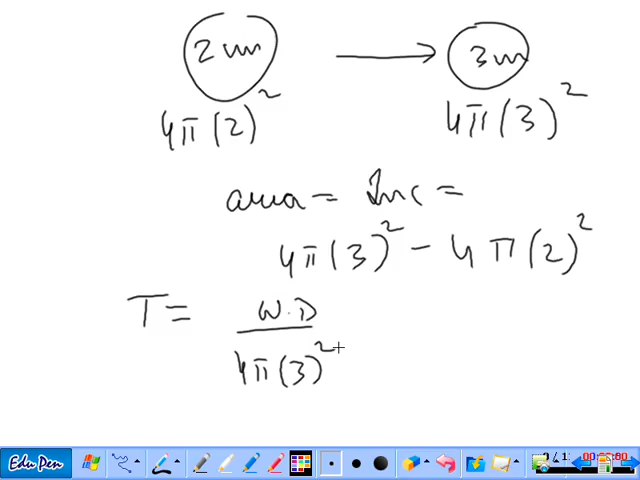 2 cm → 3 cm
4π(2)² 4π(3)²
area = Inc =
4π(3)² − 4π(2)²
T = W.D
4π(3)²
Edu Pen